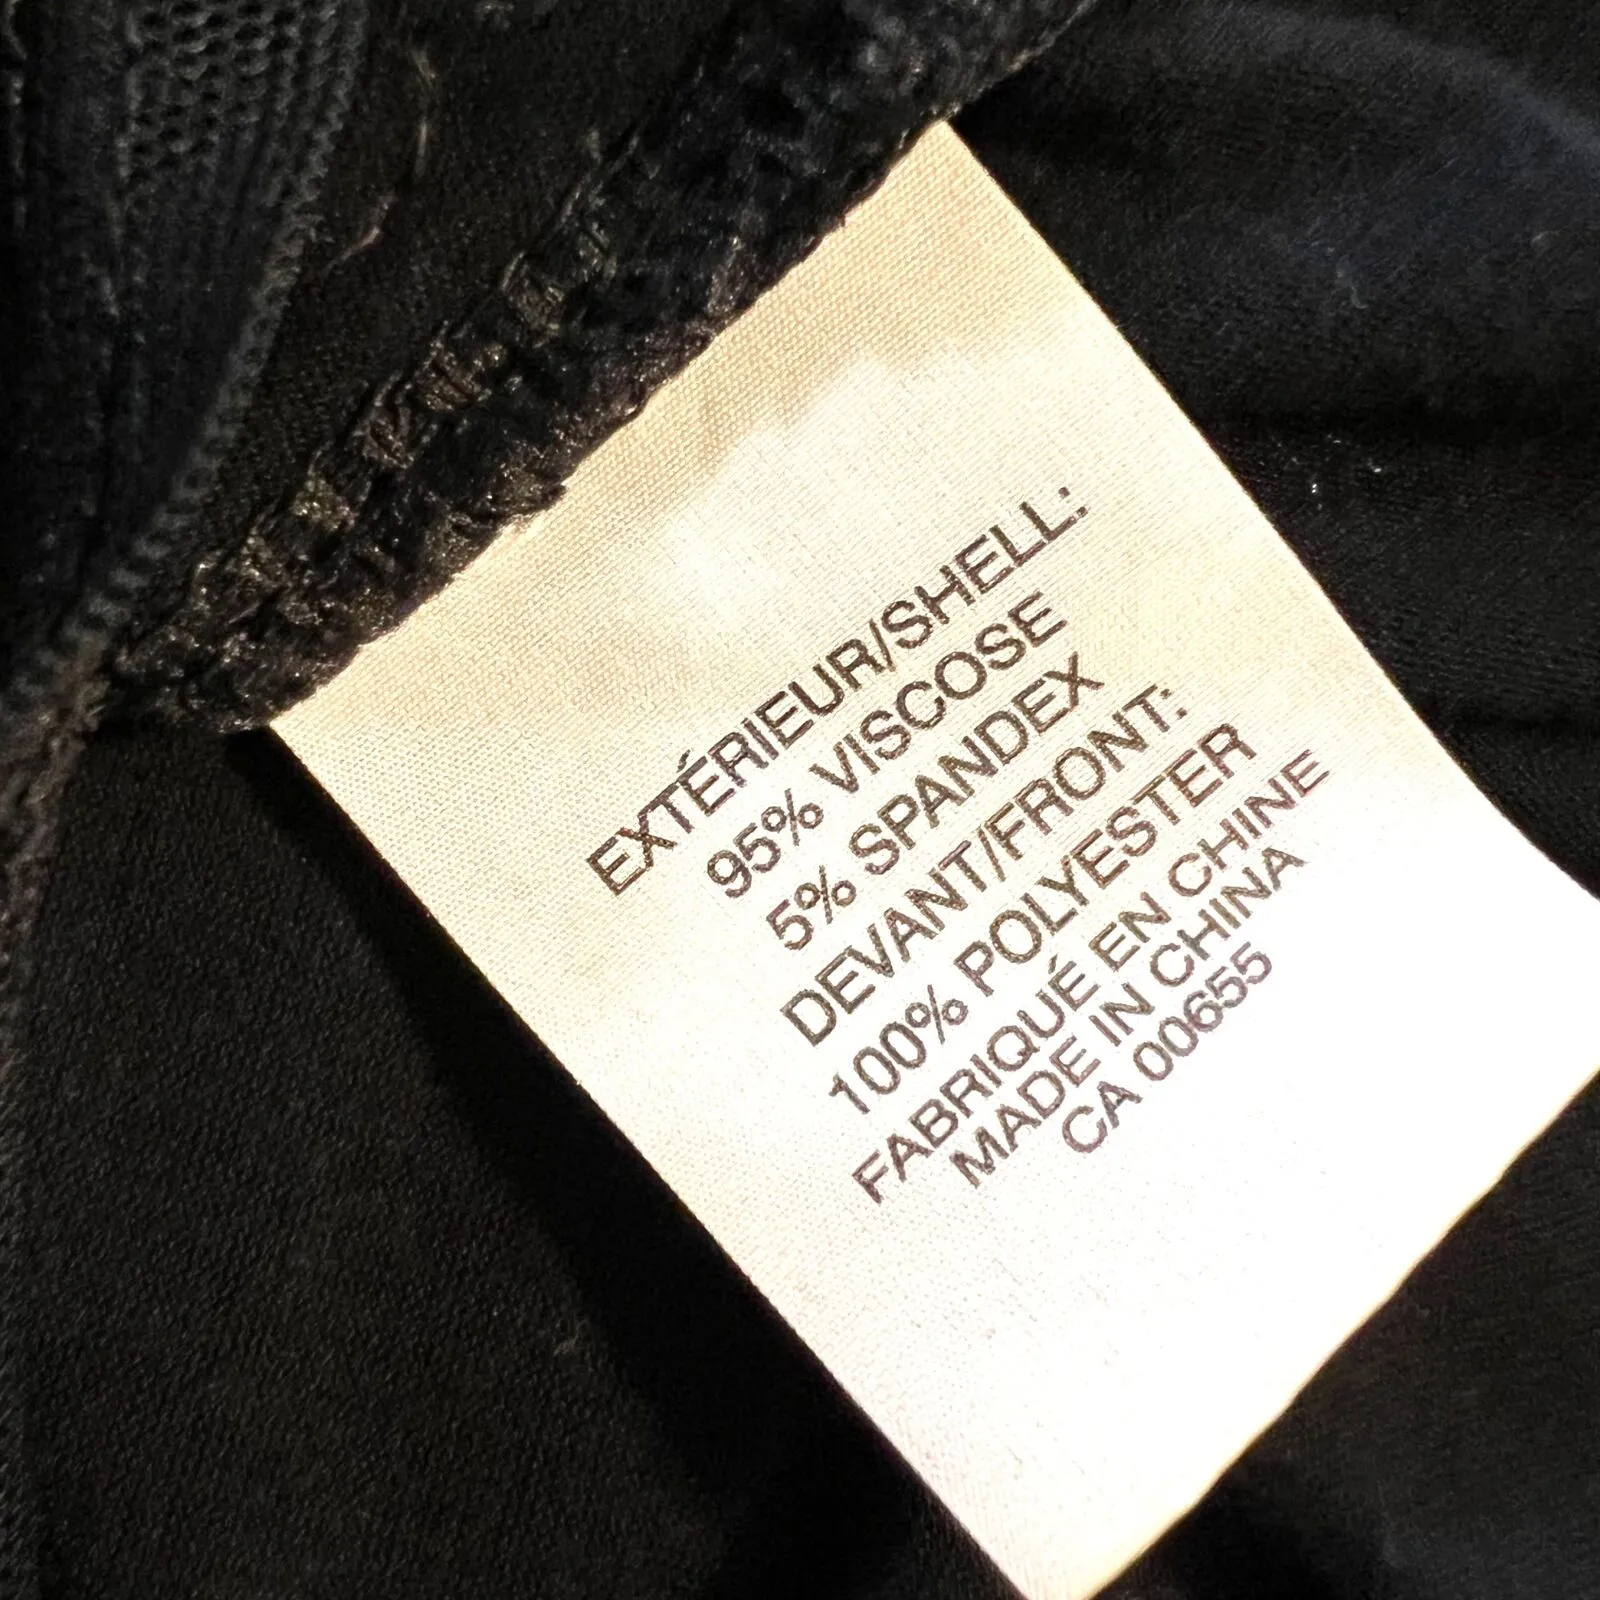 EXTÉRIEUR/SHELL:
95% VISCOSE
5% SPANDEX
DEVANT/FRONT:
100% POLYESTER
FABRIQUÉ EN CHINE
MADE IN CHINA
CA 00655